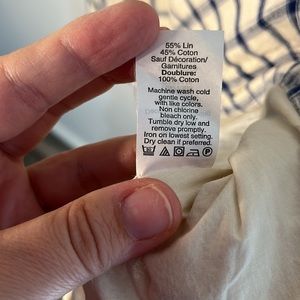 55% Lin
45% Coton
Sauf Décoration/
Garnitures
Doublure:
100% Coton
Machine wash cold
gentle cycle,
with like colors.
Non chlorine
bleach only.
Tumble dry low and
remove promptly.
Iron on lowest setting.
Dry clean if preferred.